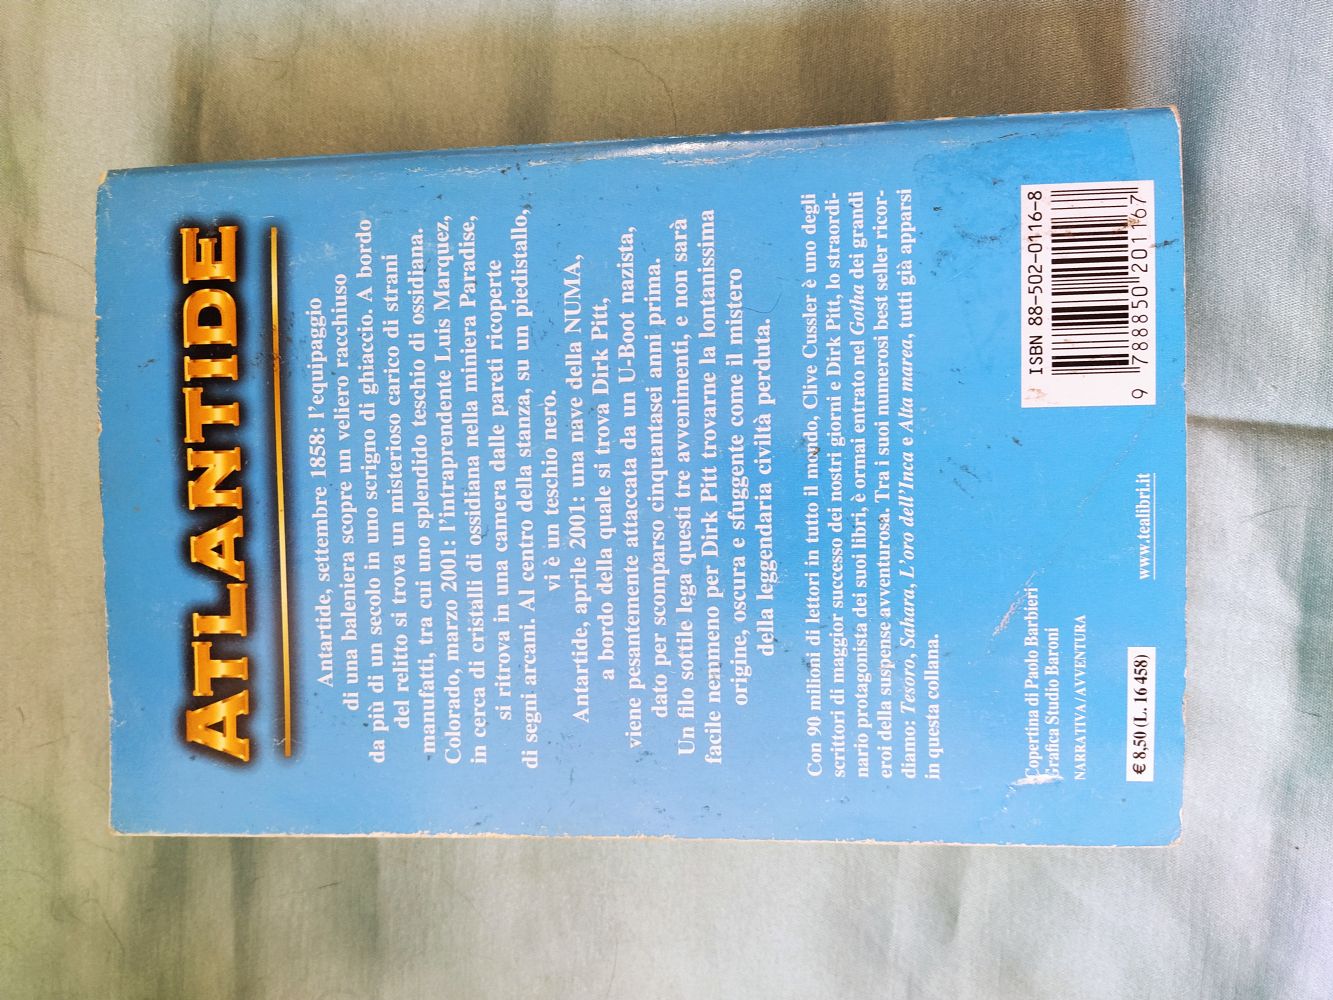 ATLANTIDE
Antartide, settembre 1858: l'equipaggio
di una baleniera scopre un veliero racchiuso
da più di un secolo in uno scrigno di ghiaccio. A bordo
del relitto si trova un misterioso carico di strani
manufatti, tra cui uno splendido teschio di ossidiana.
Colorado, marzo 2001: l'intraprendente Luis Marquez,
in cerca di cristalli di ossidiana nella miniera Paradise,
si ritrova in una camera dalle pareti ricoperte
di segni arcani. Al centro della stanza, su un piedistallo,
vi è un teschio nero.
Antartide, aprile 2001: una nave della NUMA,
a bordo della quale si trova Dirk Pitt,
viene pesantemente attaccata da un U-Boot nazista,
dato per scomparso cinquantasei anni prima.
Un filo sottile lega questi tre avvenimenti, e non sarà
facile nemmeno per Dirk Pitt trovarne la lontanissima
origine, oscura e sfuggente come il mistero
della leggendaria civiltà perduta.
Con 90 milioni di lettori in tutto il mondo, Clive Cussler è uno degli
scrittori di maggior successo dei nostri giorni e Dirk Pitt, lo straordi-
nario protagonista dei suoi libri, è ormai entrato nel Gotha dei grandi
eroi della suspense avventurosa. Tra i suoi numerosi best seller ricor-
diamo: Tesoro, Sahara, L'oro dell'Inca e Alta marea, tutti già apparsi
in questa collana.
Copertina di Paolo Barbieri
Grafica Studio Baroni
NARRATIVA/AVVENTURA
€ 8,50 (L. 16 458)
www.tealibri.it
ISBN 88-502-0116-8
9 788850 201167